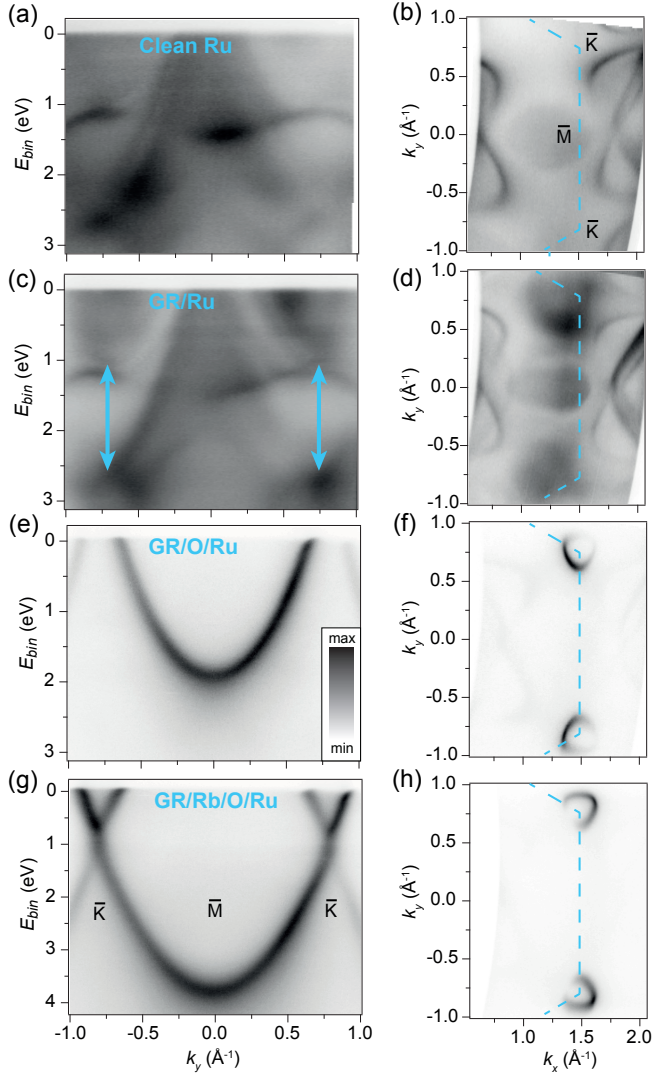 (a)
Clean Ru
0
1
2
3
E_bin (eV)
(b)
K̅
M̅
K̅
1.0
0.5
0.0
-0.5
-1.0
k_y (Å⁻¹)
(c)
GR/Ru
0
1
2
3
E_bin (eV)
(d)
1.0
0.5
0.0
-0.5
-1.0
k_y (Å⁻¹)
(e)
GR/O/Ru
0
1
2
3
E_bin (eV)
max
min
(f)
1.0
0.5
0.0
-0.5
-1.0
k_y (Å⁻¹)
(g)
GR/Rb/O/Ru
0
1
2
3
4
E_bin (eV)
K̅ M̅ K̅
-1.0 -0.5 0.0 0.5 1.0
k_y (Å⁻¹)
(h)
1.0
0.5
0.0
-0.5
-1.0
k_y (Å⁻¹)
1.0 1.5 2.0
k_x (Å⁻¹)